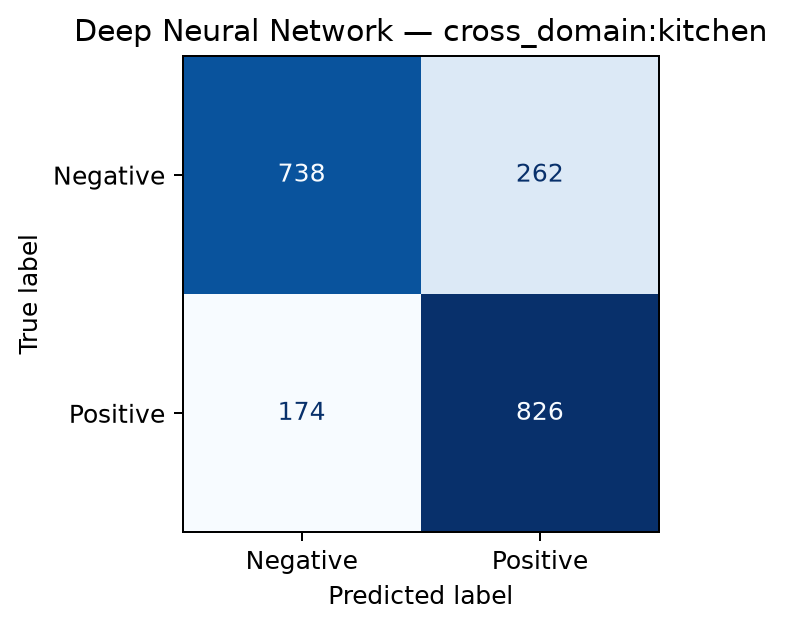 Deep Neural Network — cross_domain:kitchen
True label
Negative
738
262
Positive
174
826
Negative
Positive
Predicted label